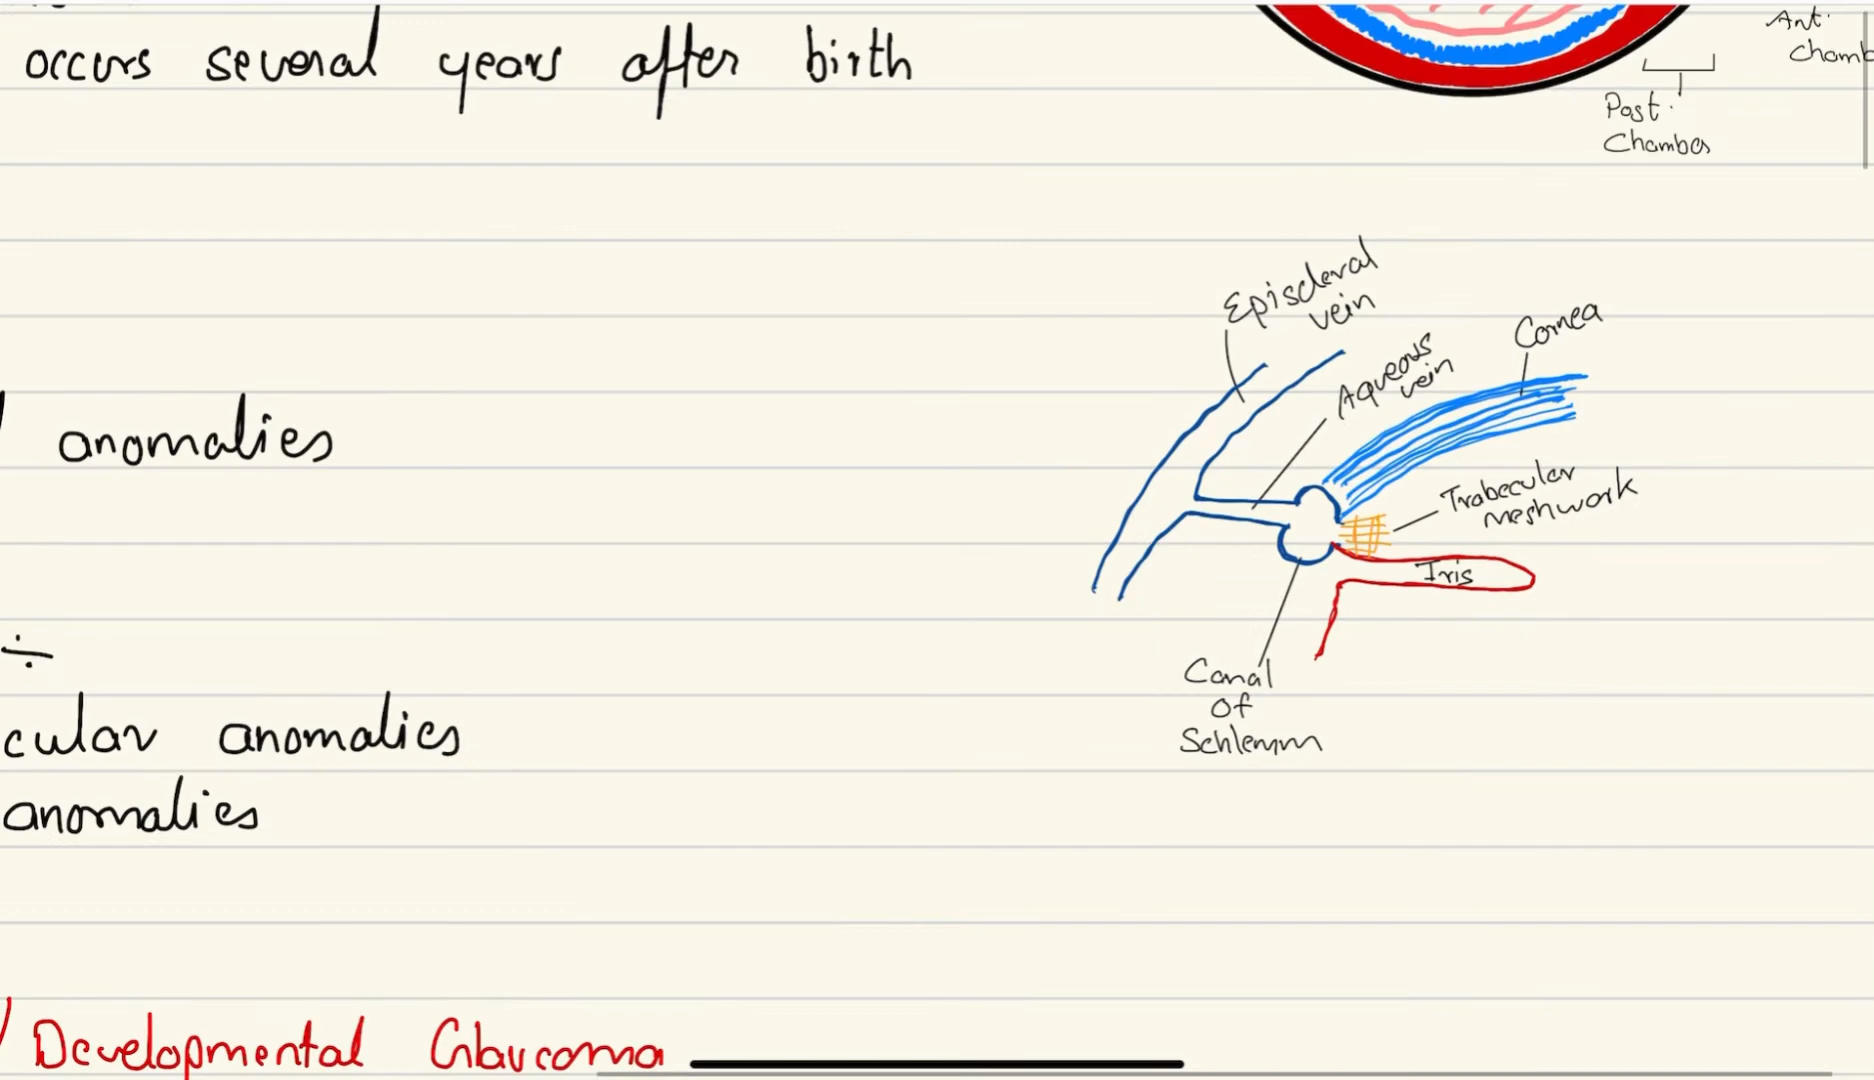 occurs several years after birth
Ant.
Chamb
Post.
Chamber
Episcleral
vein
Aqueous
vein
Cornea
anomalies
Trabecular
meshwork
Iris
÷
Canal
of
Schlemm
cular anomalies
anomalies
Developmental Glaucoma